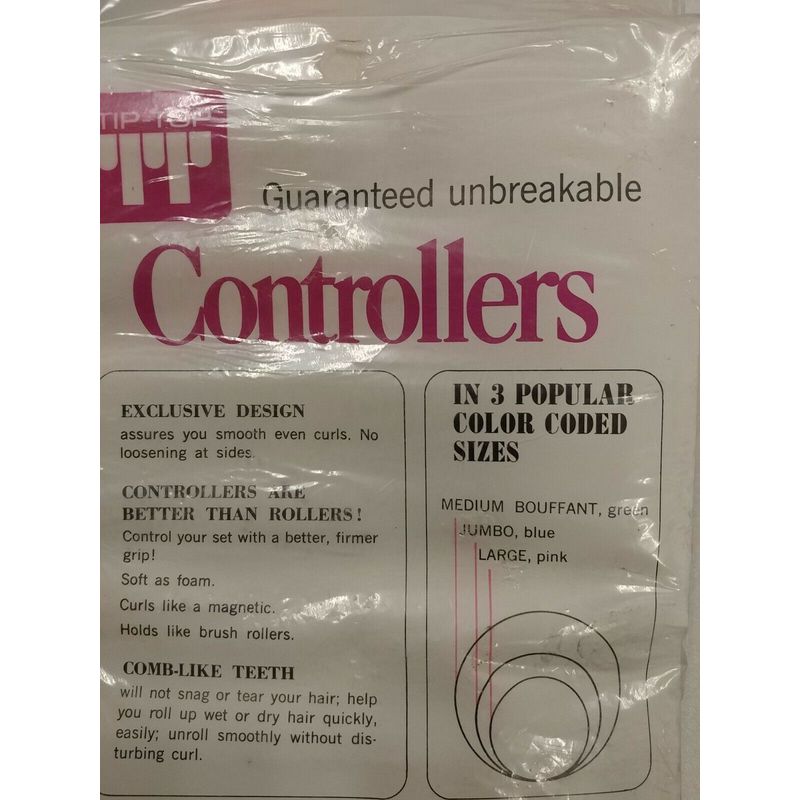 TIP-TOP
Guaranteed unbreakable
Controllers
EXCLUSIVE DESIGN
assures you smooth even curls. No
loosening at sides.
CONTROLLERS ARE
BETTER THAN ROLLERS!
Control your set with a better, firmer
grip!
Soft as foam.
Curls like a magnetic.
Holds like brush rollers.
COMB-LIKE TEETH
will not snag or tear your hair; help
you roll up wet or dry hair quickly,
easily; unroll smoothly without dis-
turbing curl.
IN 3 POPULAR
COLOR CODED
SIZES
MEDIUM BOUFFANT, green
JUMBO, blue
LARGE, pink